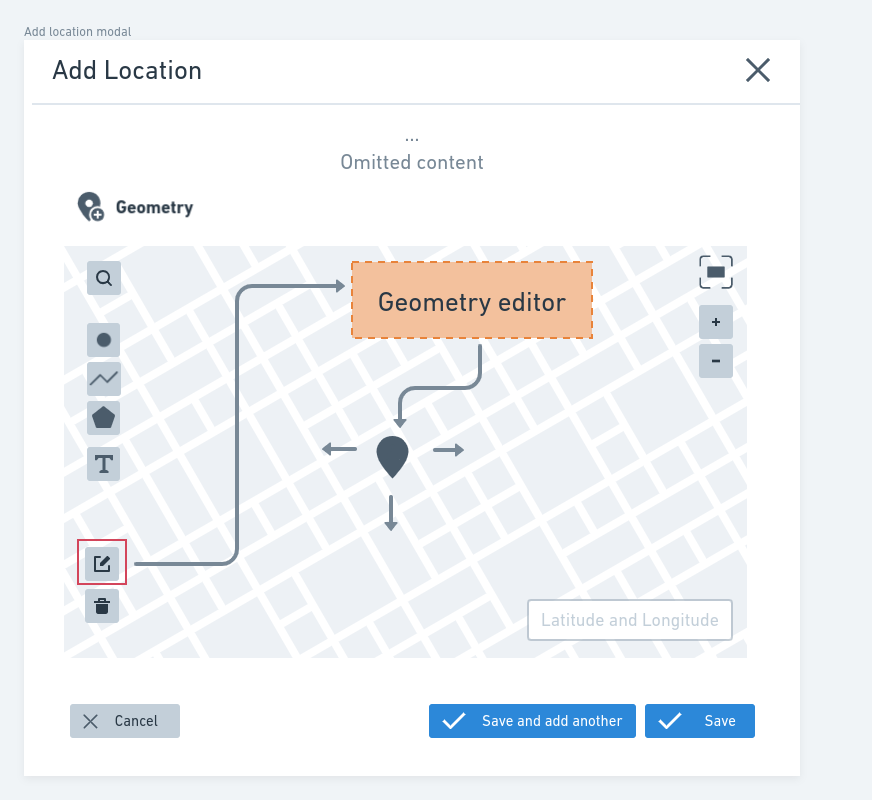 Add location modal
Add Location
...
Omitted content
Geometry
Geometry editor
+
-
T
Latitude and Longitude
Cancel
Save and add another
Save